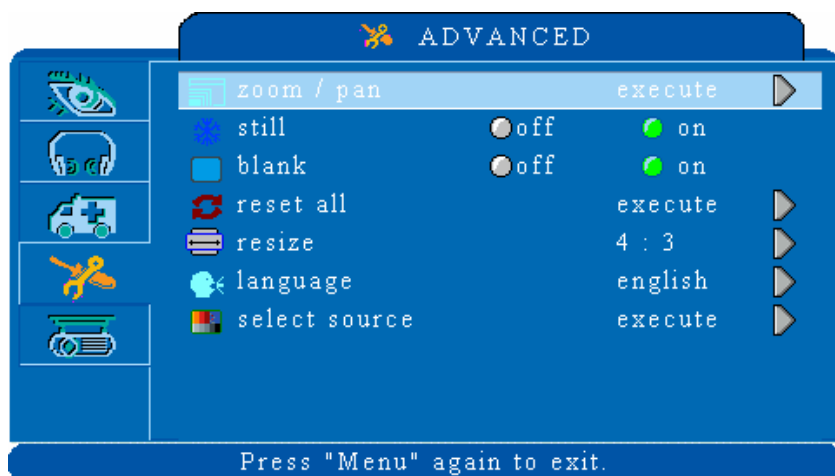 ADVANCED
zoom / pan execute
still off on
blank off on
reset all execute
resize 4 : 3
language english
select source execute
Press "Menu" again to exit.